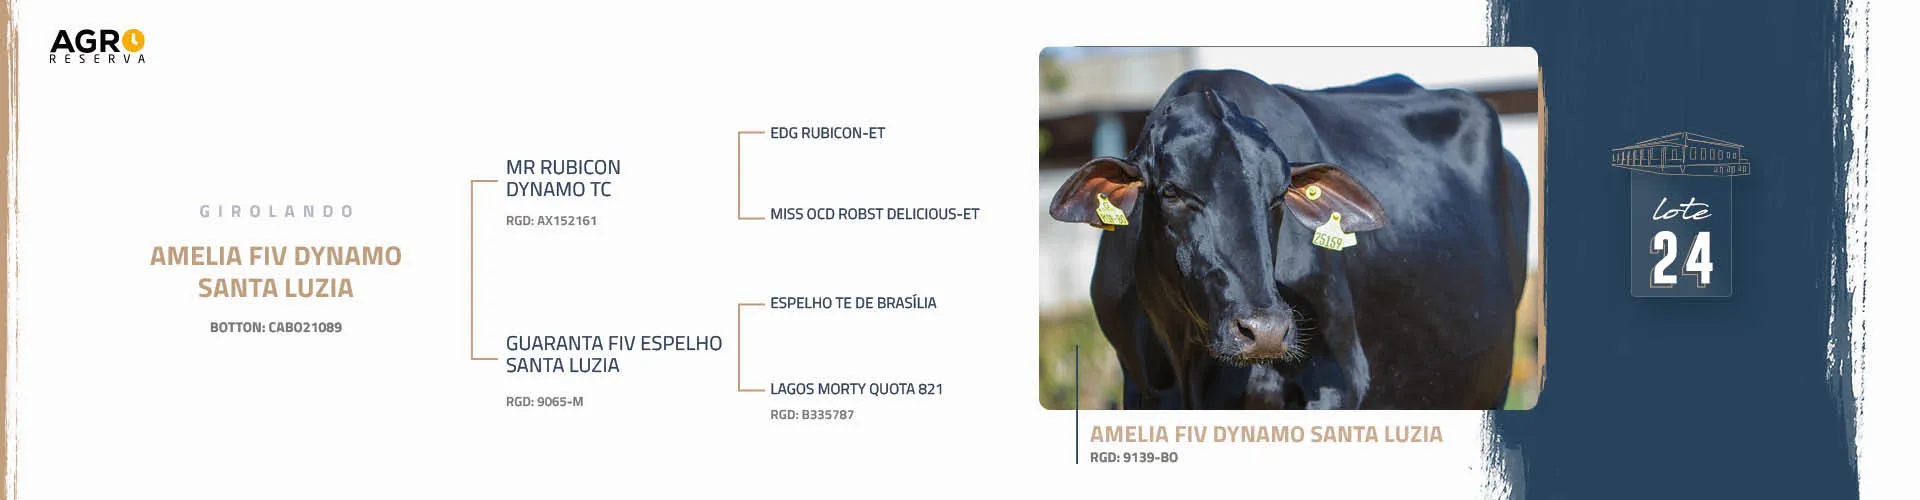 AGRO
RESERVA
GIROLANDO
AMELIA FIV DYNAMO
SANTA LUZIA
BOTTON: CABO21089
MR RUBICON
DYNAMO TC
RGD: AX152161
GUARANTA FIV ESPELHO
SANTA LUZIA
RGD: 9065-M
EDG RUBICON-ET
MISS OCD ROBST DELICIOUS-ET
ESPELHO TE DE BRASÍLIA
LAGOS MORTY QUOTA 821
RGD: B335787
25159
AMELIA FIV DYNAMO SANTA LUZIA
RGD: 9139-BO
lote
24